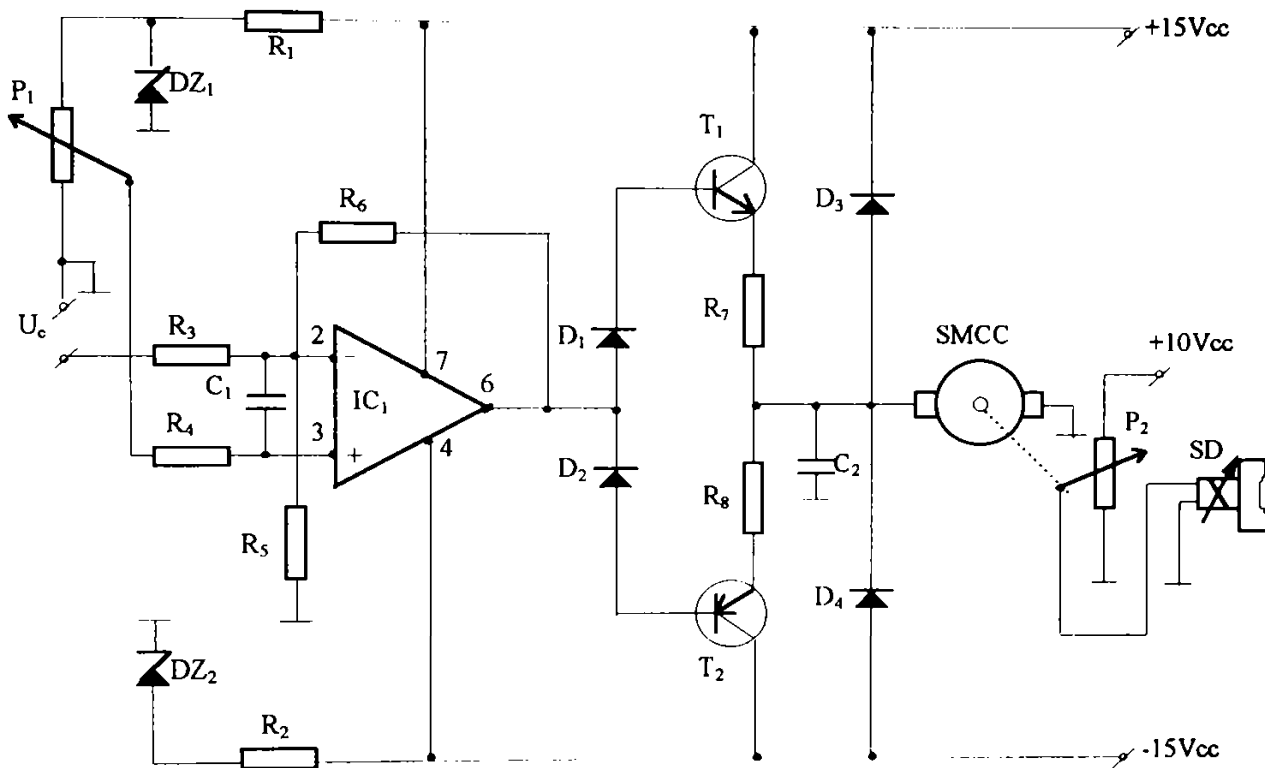 R₁
+15Vcc
P₁
DZ₁
T₁
R₆
D₃
U꜀
R₃
2
−
7
D₁
R₇
SMCC
+10Vcc
C₁
IC₁
6
R₄
3
+
4
D₂
C₂
P₂
SD
R₈
R₅
D₄
DZ₂
T₂
R₂
-15Vcc